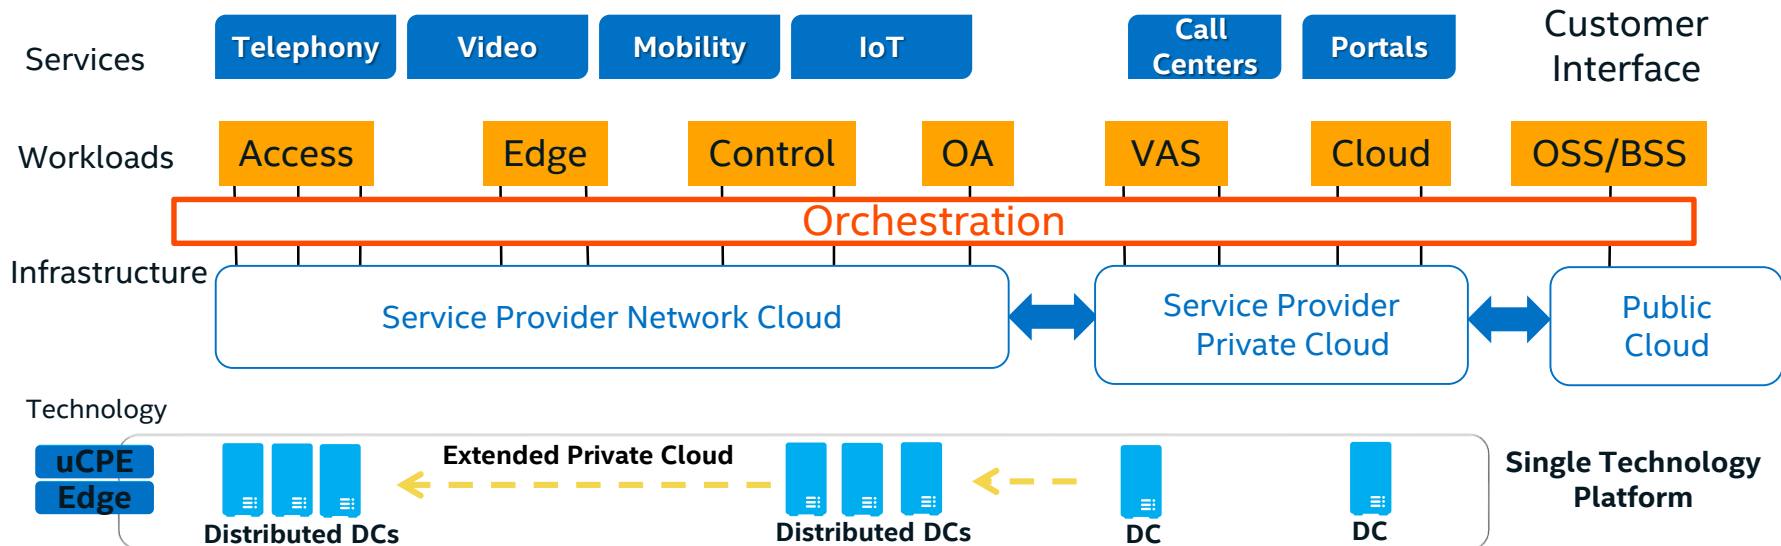 Services
Telephony
Video
Mobility
IoT
Call
Centers
Portals
Customer
Interface
Workloads
Access
Edge
Control
OA
VAS
Cloud
OSS/BSS
Orchestration
Infrastructure
Service Provider Network Cloud
Service Provider
Private Cloud
Public
Cloud
Technology
uCPE
Edge
Extended Private Cloud
Distributed DCs
Distributed DCs
DC
DC
Single Technology
Platform